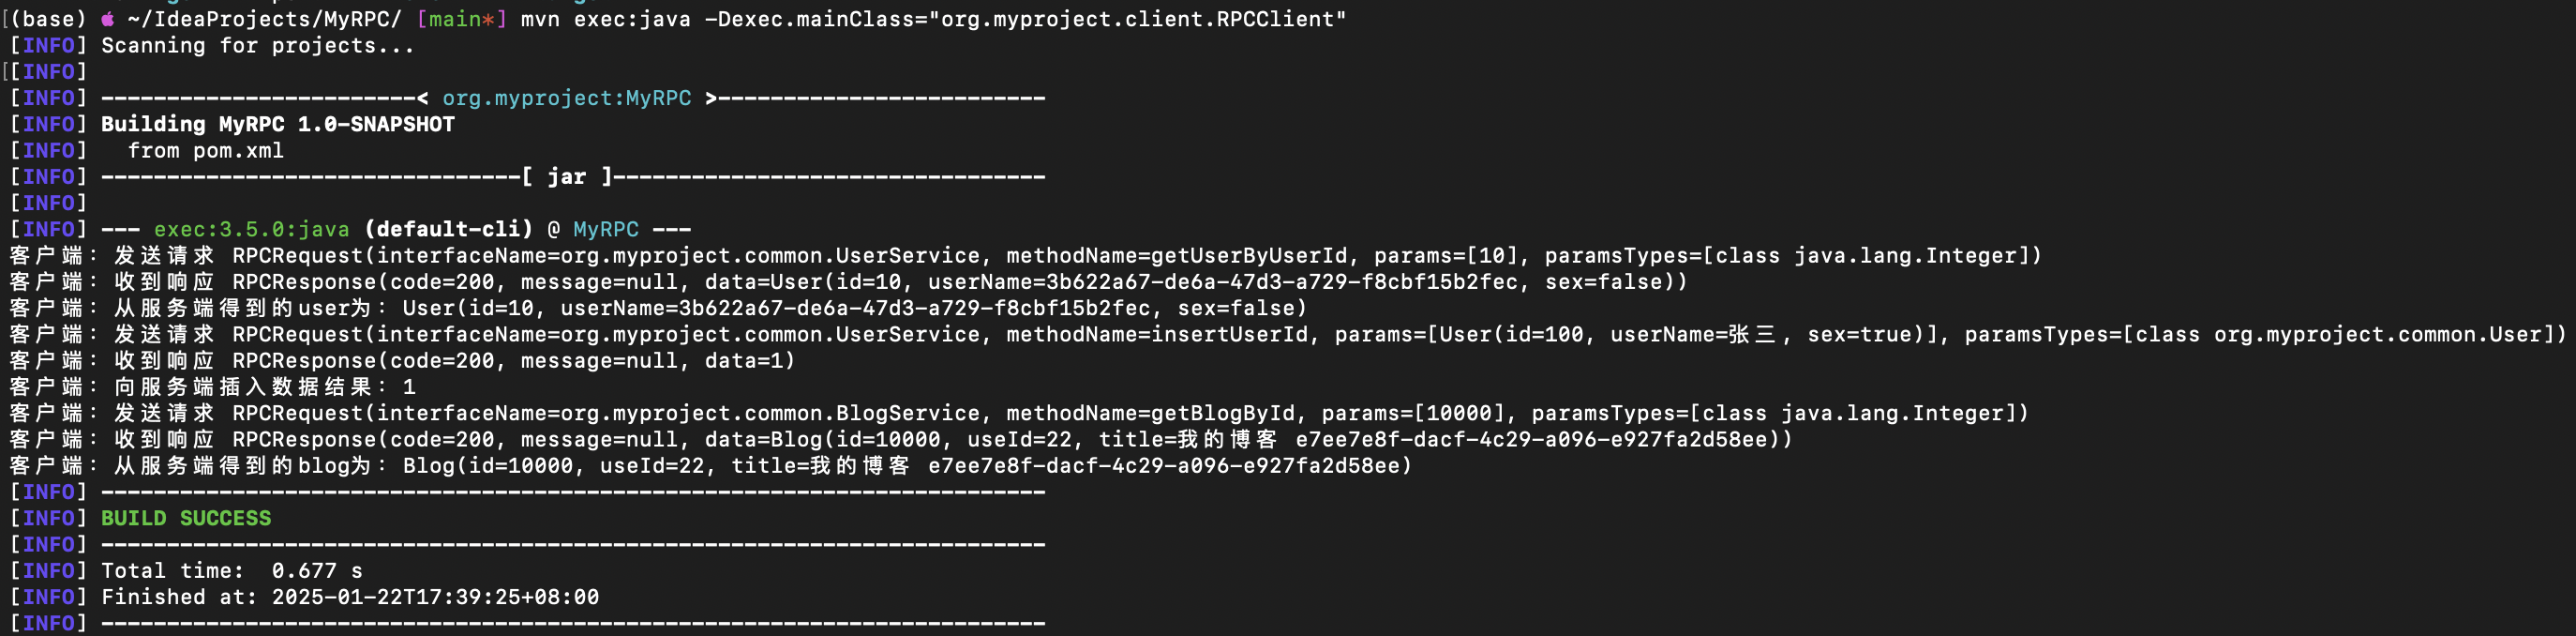 (base)  ~/IdeaProjects/MyRPC/ [main*] mvn exec:java -Dexec.mainClass="org.myproject.client.RPCClient"
[INFO] Scanning for projects...
[INFO]
[INFO] ------------------------< org.myproject:MyRPC >-------------------------
[INFO] Building MyRPC 1.0-SNAPSHOT
[INFO]   from pom.xml
[INFO] --------------------------------[ jar ]---------------------------------
[INFO]
[INFO] --- exec:3.5.0:java (default-cli) @ MyRPC ---
客户端：发送请求 RPCRequest(interfaceName=org.myproject.common.UserService, methodName=getUserByUserId, params=[10], paramsTypes=[class java.lang.Integer])
客户端：收到响应 RPCResponse(code=200, message=null, data=User(id=10, userName=3b622a67-de6a-47d3-a729-f8cbf15b2fec, sex=false))
客户端：从服务端得到的user为：User(id=10, userName=3b622a67-de6a-47d3-a729-f8cbf15b2fec, sex=false)
客户端：发送请求 RPCRequest(interfaceName=org.myproject.common.UserService, methodName=insertUserId, params=[User(id=100, userName=张三, sex=true)], paramsTypes=[class org.myproject.common.User])
客户端：收到响应 RPCResponse(code=200, message=null, data=1)
客户端：向服务端插入数据结果：1
客户端：发送请求 RPCRequest(interfaceName=org.myproject.common.BlogService, methodName=getBlogById, params=[10000], paramsTypes=[class java.lang.Integer])
客户端：收到响应 RPCResponse(code=200, message=null, data=Blog(id=10000, useId=22, title=我的博客 e7ee7e8f-dacf-4c29-a096-e927fa2d58ee))
客户端：从服务端得到的blog为：Blog(id=10000, useId=22, title=我的博客 e7ee7e8f-dacf-4c29-a096-e927fa2d58ee)
[INFO] ------------------------------------------------------------------------
[INFO] BUILD SUCCESS
[INFO] ------------------------------------------------------------------------
[INFO] Total time:  0.677 s
[INFO] Finished at: 2025-01-22T17:39:25+08:00
[INFO] ------------------------------------------------------------------------